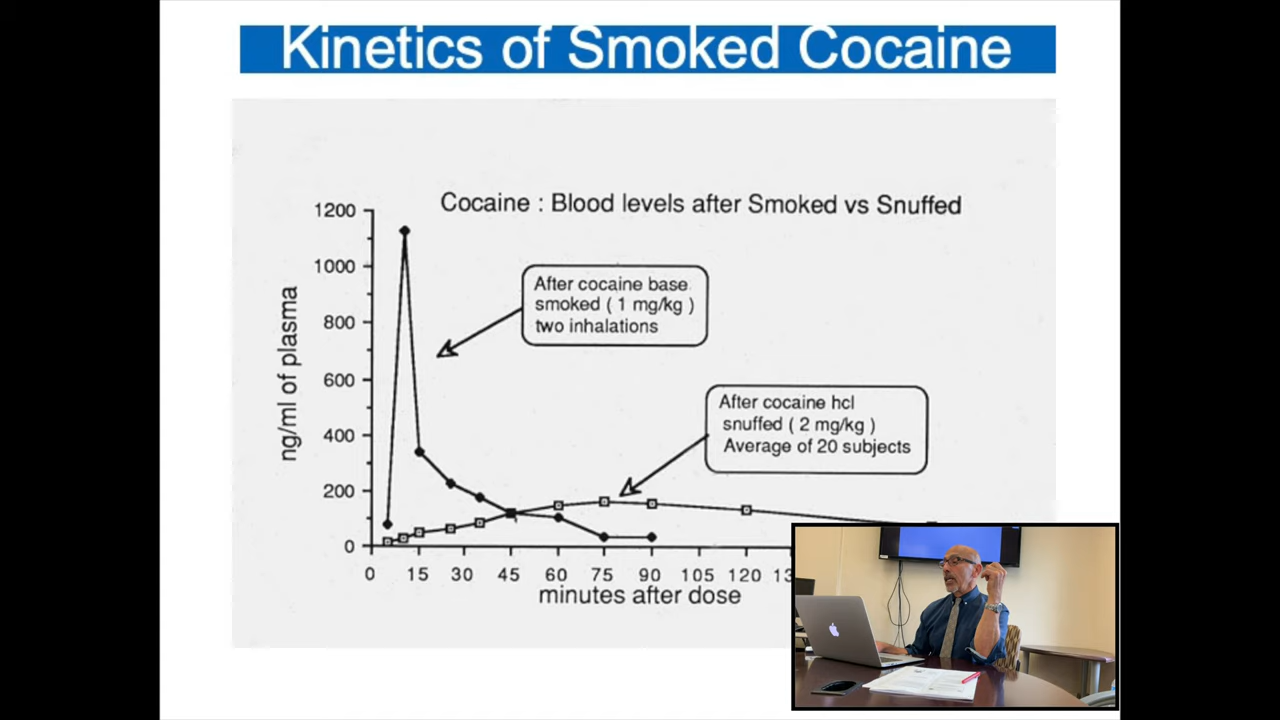 Kinetics of Smoked Cocaine
Cocaine : Blood levels after Smoked vs Snuffed
1200
1000
800
600
400
200
0
ng/ml of plasma
After cocaine base
smoked ( 1 mg/kg )
two inhalations
After cocaine hcl
snuffed ( 2 mg/kg )
Average of 20 subjects
0 15 30 45 60 75 90 105 120
minutes after dose